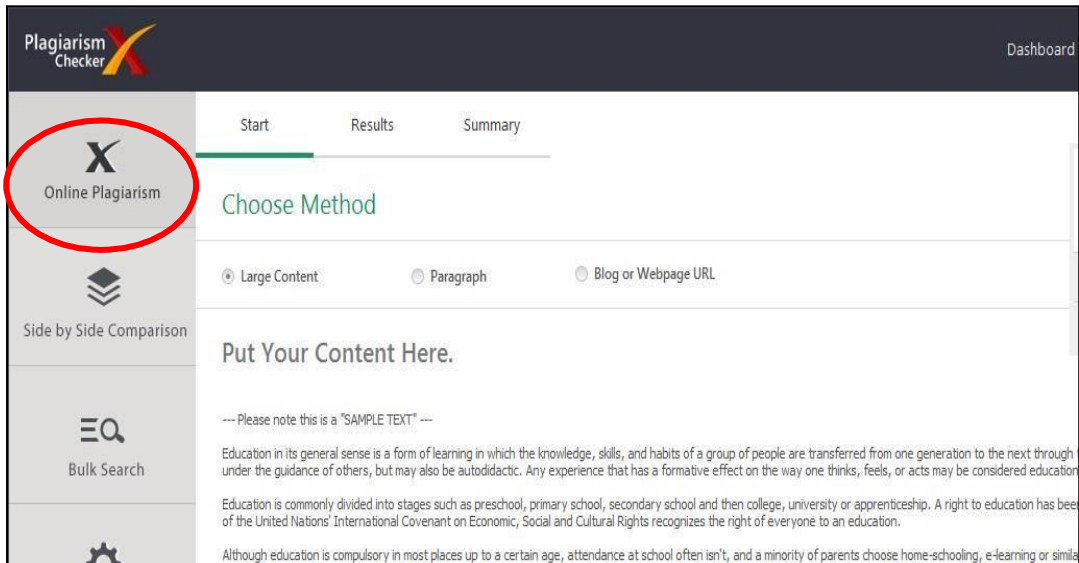 Plagiarism
Checker
Dashboard
Online Plagiarism
Side by Side Comparison
Bulk Search
Start Results Summary
Choose Method
Large Content Paragraph Blog or Webpage URL
Put Your Content Here.
--- Please note this is a "SAMPLE TEXT" ---
Education in its general sense is a form of learning in which the knowledge, skills, and habits of a group of people are transferred from one generation to the next through
under the guidance of others, but may also be autodidactic. Any experience that has a formative effect on the way one thinks, feels, or acts may be considered education
Education is commonly divided into stages such as preschool, primary school, secondary school and then college, university or apprenticeship. A right to education has been
of the United Nations' International Covenant on Economic, Social and Cultural Rights recognizes the right of everyone to an education.
Although education is compulsory in most places up to a certain age, attendance at school often isn't, and a minority of parents choose home-schooling, e-learning or simila